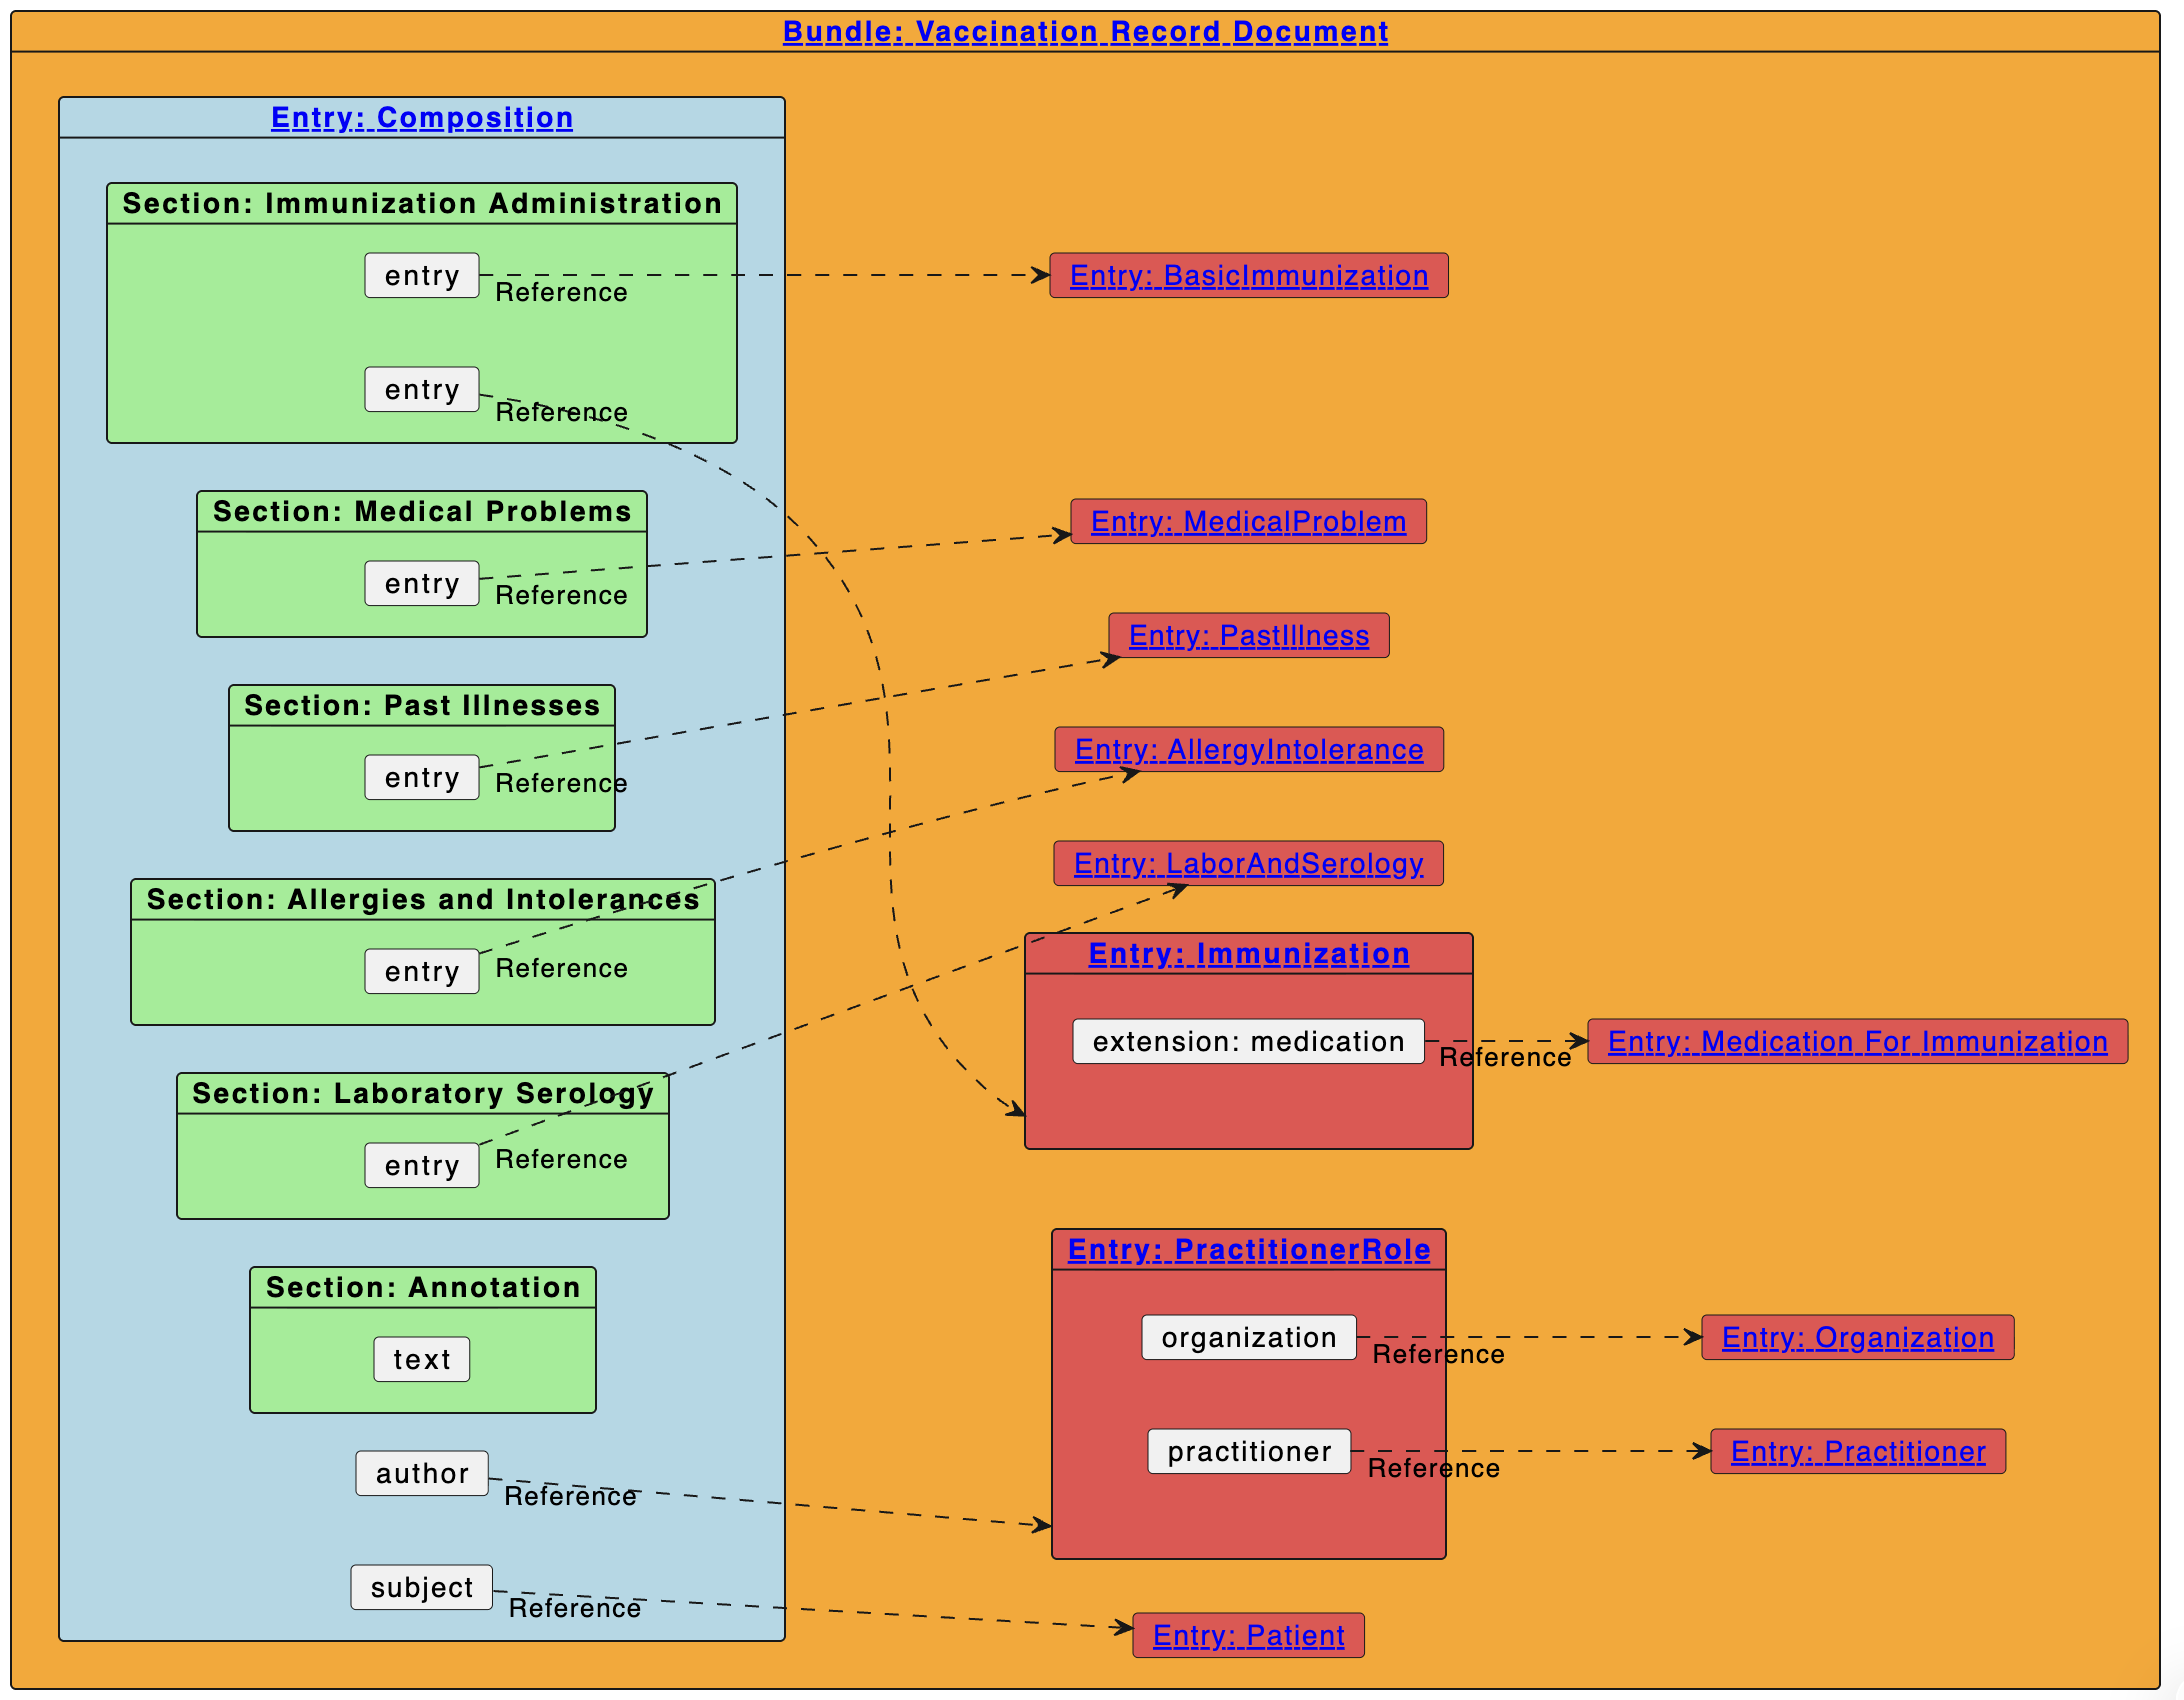 Bundle: Vaccination Record Document
Entry: Composition
Section: Immunization Administration
entry
Reference
Entry: BasicImmunization
entry
Reference
Section: Medical Problems
entry
Reference
Entry: MedicalProblem
Section: Past Illnesses
entry
Reference
Entry: PastIllness
Section: Allergies and Intolerances
entry
Reference
Entry: AllergyIntolerance
Section: Laboratory Serology
entry
Reference
Entry: LaborAndSerology
Entry: Immunization
extension: medication
Reference
Entry: Medication For Immunization
Section: Annotation
text
author
Reference
Entry: PractitionerRole
organization
Reference
Entry: Organization
practitioner
Reference
Entry: Practitioner
subject
Reference
Entry: Patient